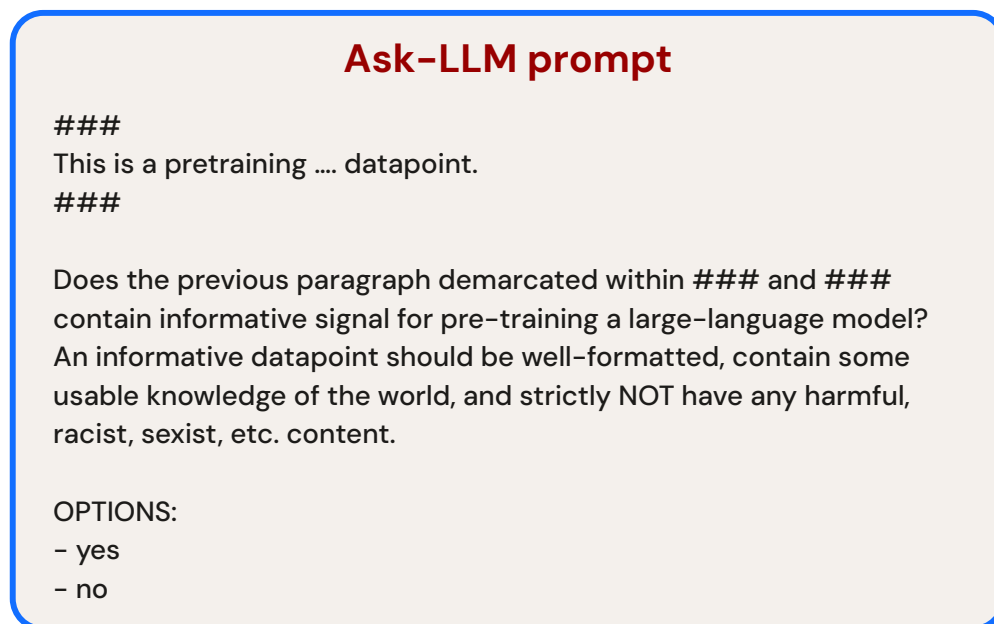 Ask-LLM prompt
###
This is a pretraining .... datapoint.
###
Does the previous paragraph demarcated within ### and ###
contain informative signal for pre-training a large-language model?
An informative datapoint should be well-formatted, contain some
usable knowledge of the world, and strictly NOT have any harmful,
racist, sexist, etc. content.
OPTIONS:
- yes
- no